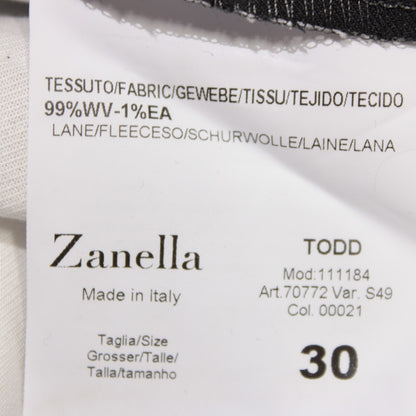 TESSUTO/FABRIC/GEWEBE/TISSU/TEJIDO/TECIDO
99%WV-1%EA
LANE/FLEECESO/SCHURWOLLE/LAINE/LANA
Zanella
Made in Italy
Taglia/Size
Grosser/Talle/
Talla/tamanho
TODD
Mod:111184
Art.70772 Var. S49
Col. 00021
30